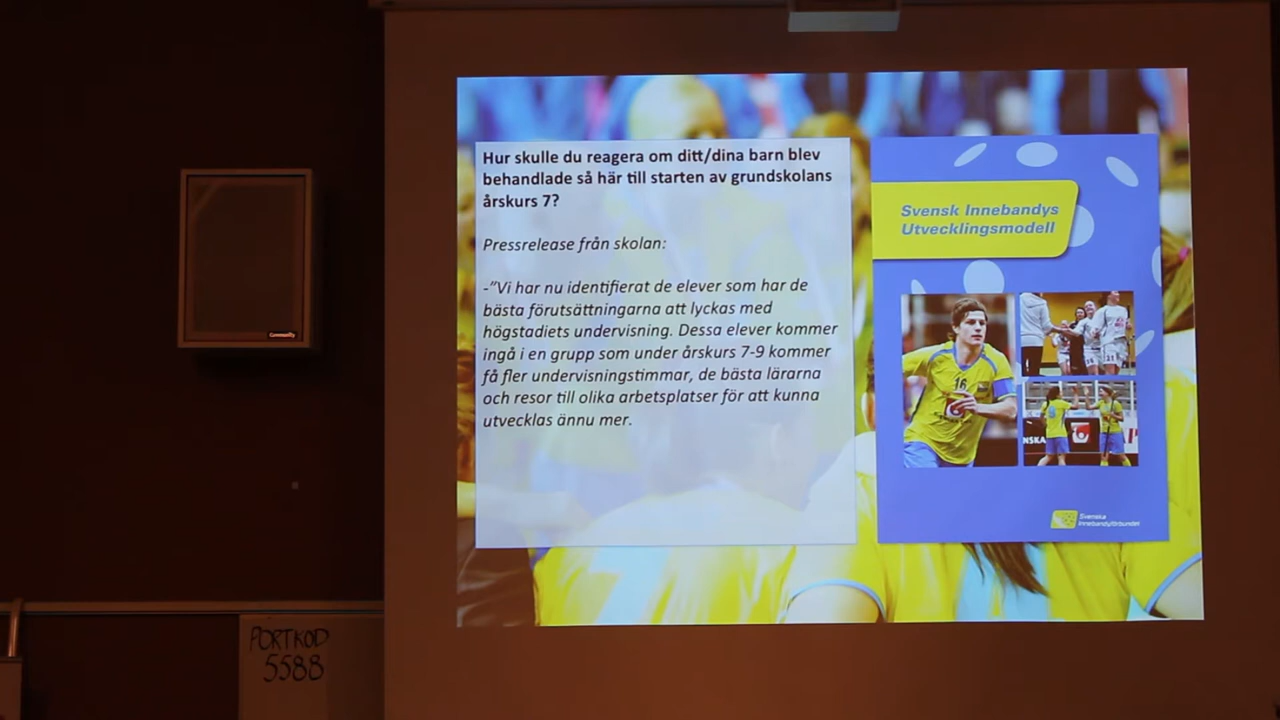 Hur skulle du reagera om ditt/dina barn blev
behandlade så här till starten av grundskolans
årskurs 7?
Pressrelease från skolan:
-”Vi har nu identifierat de elever som har de
bästa förutsättningarna att lyckas med
högstadiets undervisning. Dessa elever kommer
ingå i en grupp som under årskurs 7-9 kommer
få fler undervisningstimmar, de bästa lärarna
och resor till olika arbetsplatser för att kunna
utvecklas ännu mer.
Svensk Innebandys
Utvecklingsmodell
16
Svenska
Innebandyförbundet
Community
PORTKOD
5588